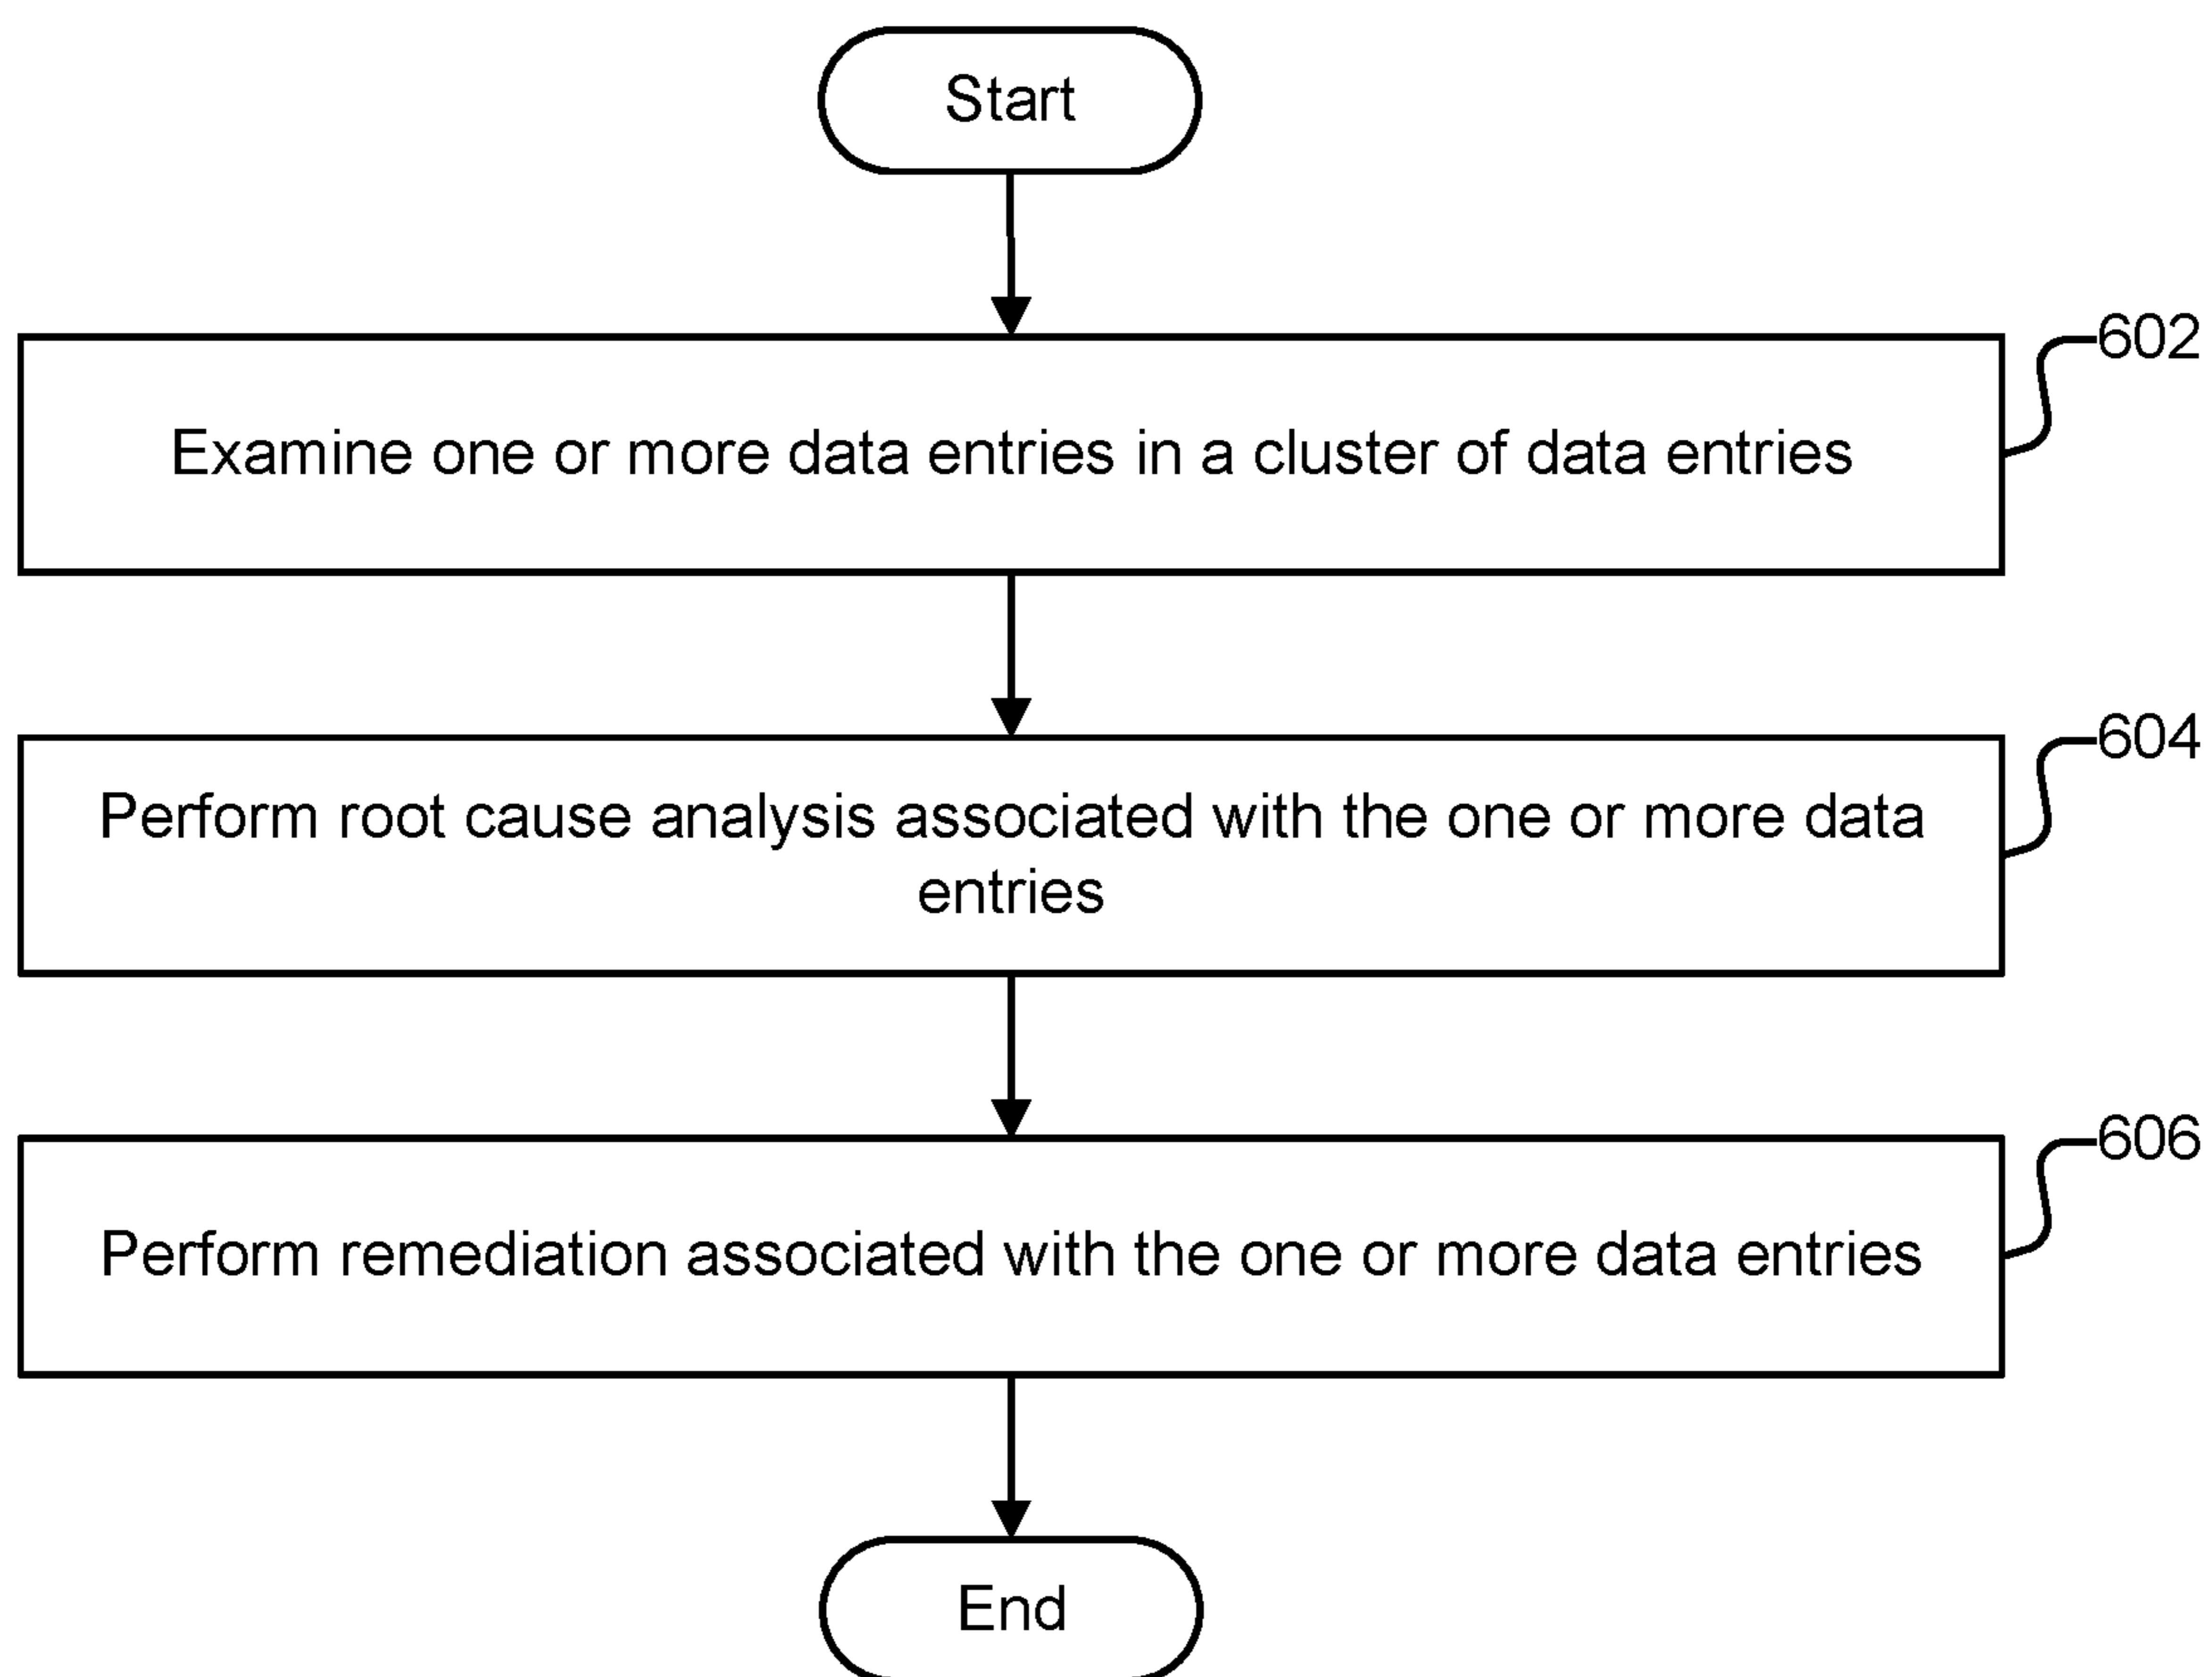 Start
602
Examine one or more data entries in a cluster of data entries
604
Perform root cause analysis associated with the one or more data
entries
606
Perform remediation associated with the one or more data entries
End